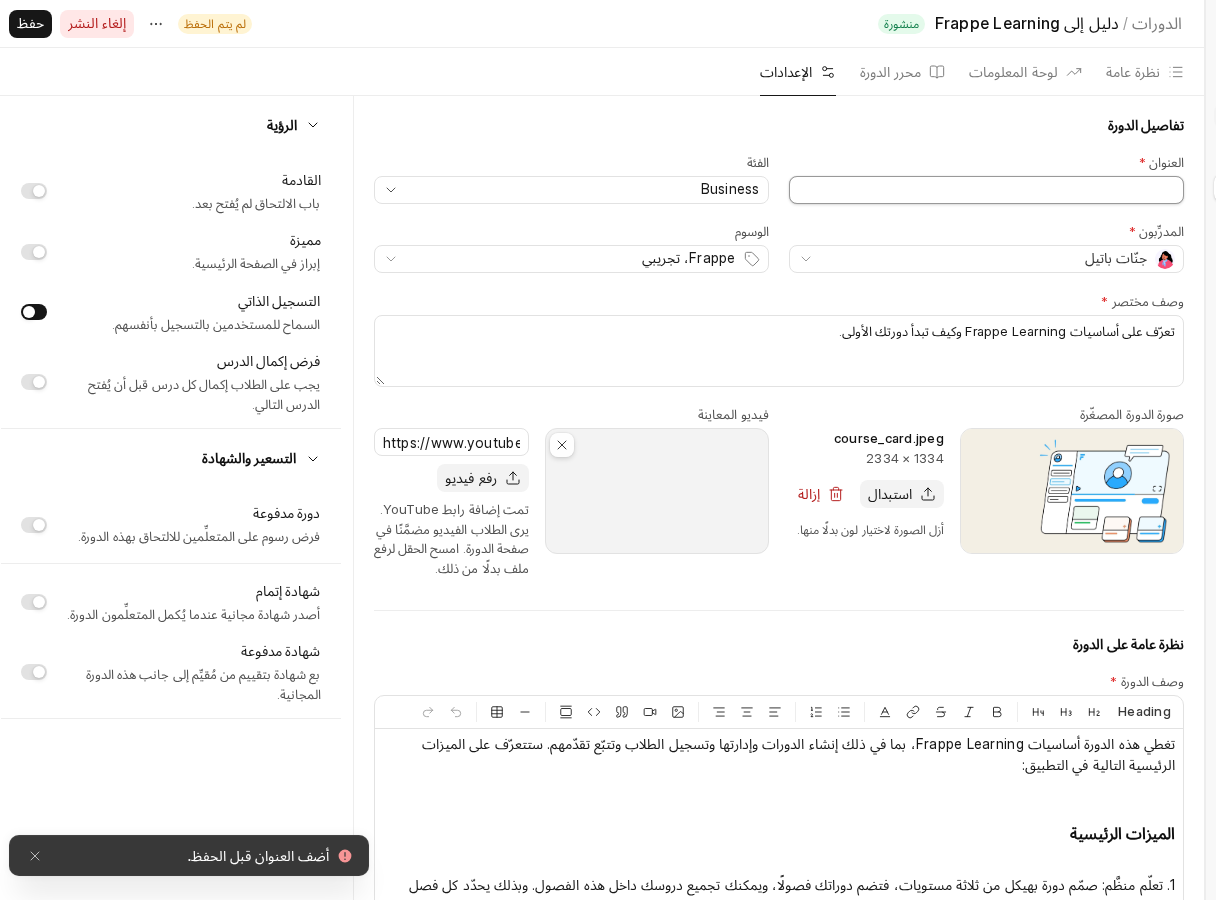 الدورات / دليل إلى Frappe Learning
منشورة
لم يتم الحفظ
إلغاء النشر
حفظ
نظرة عامة
لوحة المعلومات
محرر الدورة
الإعدادات
تفاصيل الدورة
العنوان *
الفئة
Business
المدرِّبون *
جنّات باتيل
الوسوم
Frappe، تجريبي
وصف مختصر *
تعرّف على أساسيات Frappe Learning وكيف تبدأ دورتك الأولى.
صورة الدورة المصغّرة
course_card.jpeg
2334 × 1334
استبدال
إزالة
أزل الصورة لاختيار لون بدلًا منها.
فيديو المعاينة
https://www.youtube
رفع فيديو
تمت إضافة رابط YouTube.
يرى الطلاب الفيديو مضمَّنًا في
صفحة الدورة. امسح الحقل لرفع
ملف بدلًا من ذلك.
نظرة عامة على الدورة
وصف الدورة *
Heading H2 H3 H4
تغطي هذه الدورة أساسيات Frappe Learning، بما في ذلك إنشاء الدورات وإدارتها وتسجيل الطلاب وتتبّع تقدّمهم. ستتعرّف على الميزات
الرئيسية التالية في التطبيق:
الميزات الرئيسية
1. تعلّم منظَّم: صمّم دورة بهيكل من ثلاثة مستويات، فتضم دوراتك فصولًا، ويمكنك تجميع دروسك داخل هذه الفصول. وبذلك يحدّد كل فصل
الرؤية
القادمة
باب الالتحاق لم يُفتح بعد.
مميزة
إبراز في الصفحة الرئيسية.
التسجيل الذاتي
السماح للمستخدمين بالتسجيل بأنفسهم.
فرض إكمال الدرس
يجب على الطلاب إكمال كل درس قبل أن يُفتح
الدرس التالي.
التسعير والشهادة
دورة مدفوعة
فرض رسوم على المتعلِّمين للالتحاق بهذه الدورة.
شهادة إتمام
أصدر شهادة مجانية عندما يُكمل المتعلِّمون الدورة.
شهادة مدفوعة
بع شهادة بتقييم من مُقيِّم إلى جانب هذه الدورة
المجانية.
أضف العنوان قبل الحفظ.